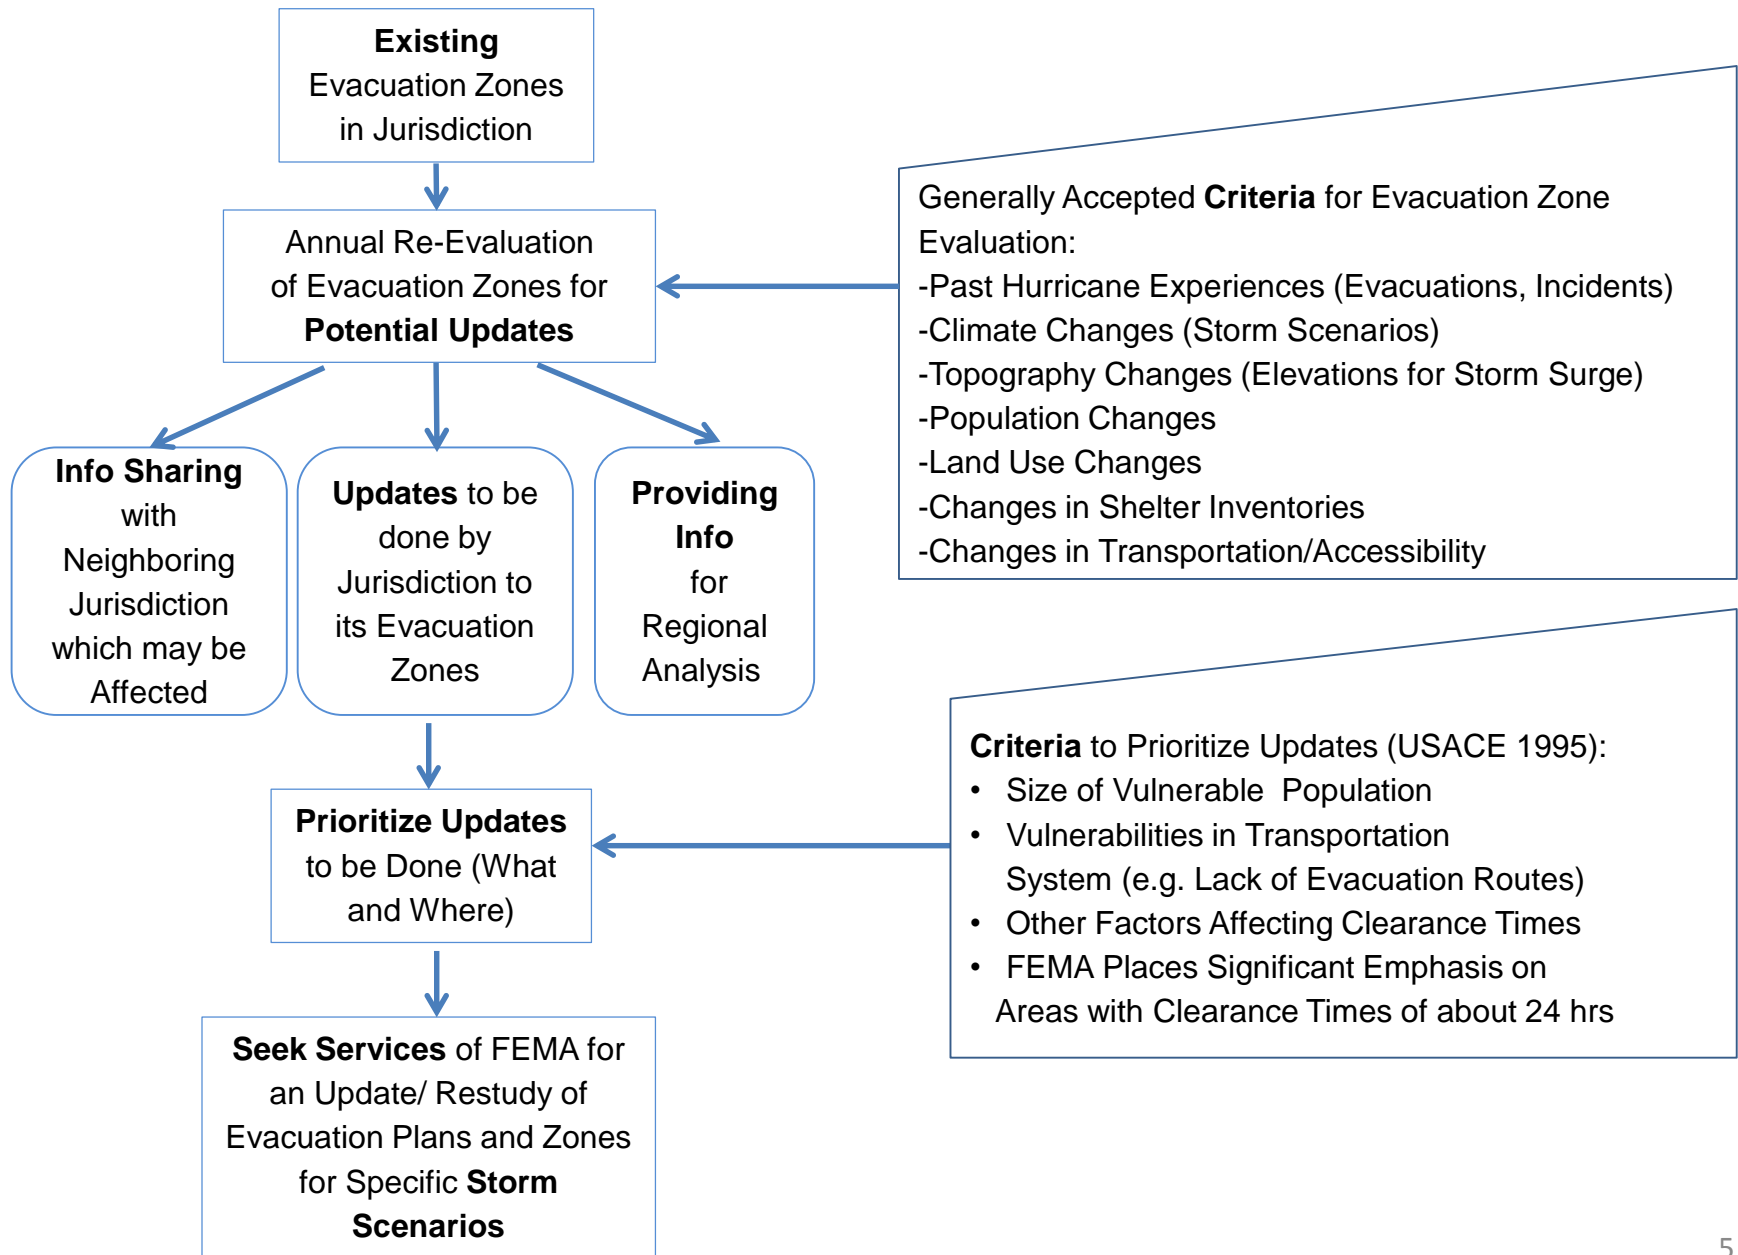 Existing
Evacuation Zones
in Jurisdiction
Annual Re-Evaluation
of Evacuation Zones for
Potential Updates
Info Sharing
with
Neighboring
Jurisdiction
which may be
Affected
Updates to be
done by
Jurisdiction to
its Evacuation
Zones
Providing
Info
for
Regional
Analysis
Prioritize Updates
to be Done (What
and Where)
Seek Services of FEMA for
an Update/ Restudy of
Evacuation Plans and Zones
for Specific Storm
Scenarios
Generally Accepted Criteria for Evacuation Zone
Evaluation:
-Past Hurricane Experiences (Evacuations, Incidents)
-Climate Changes (Storm Scenarios)
-Topography Changes (Elevations for Storm Surge)
-Population Changes
-Land Use Changes
-Changes in Shelter Inventories
-Changes in Transportation/Accessibility
Criteria to Prioritize Updates (USACE 1995):
• Size of Vulnerable Population
• Vulnerabilities in Transportation
System (e.g. Lack of Evacuation Routes)
• Other Factors Affecting Clearance Times
• FEMA Places Significant Emphasis on
Areas with Clearance Times of about 24 hrs
5